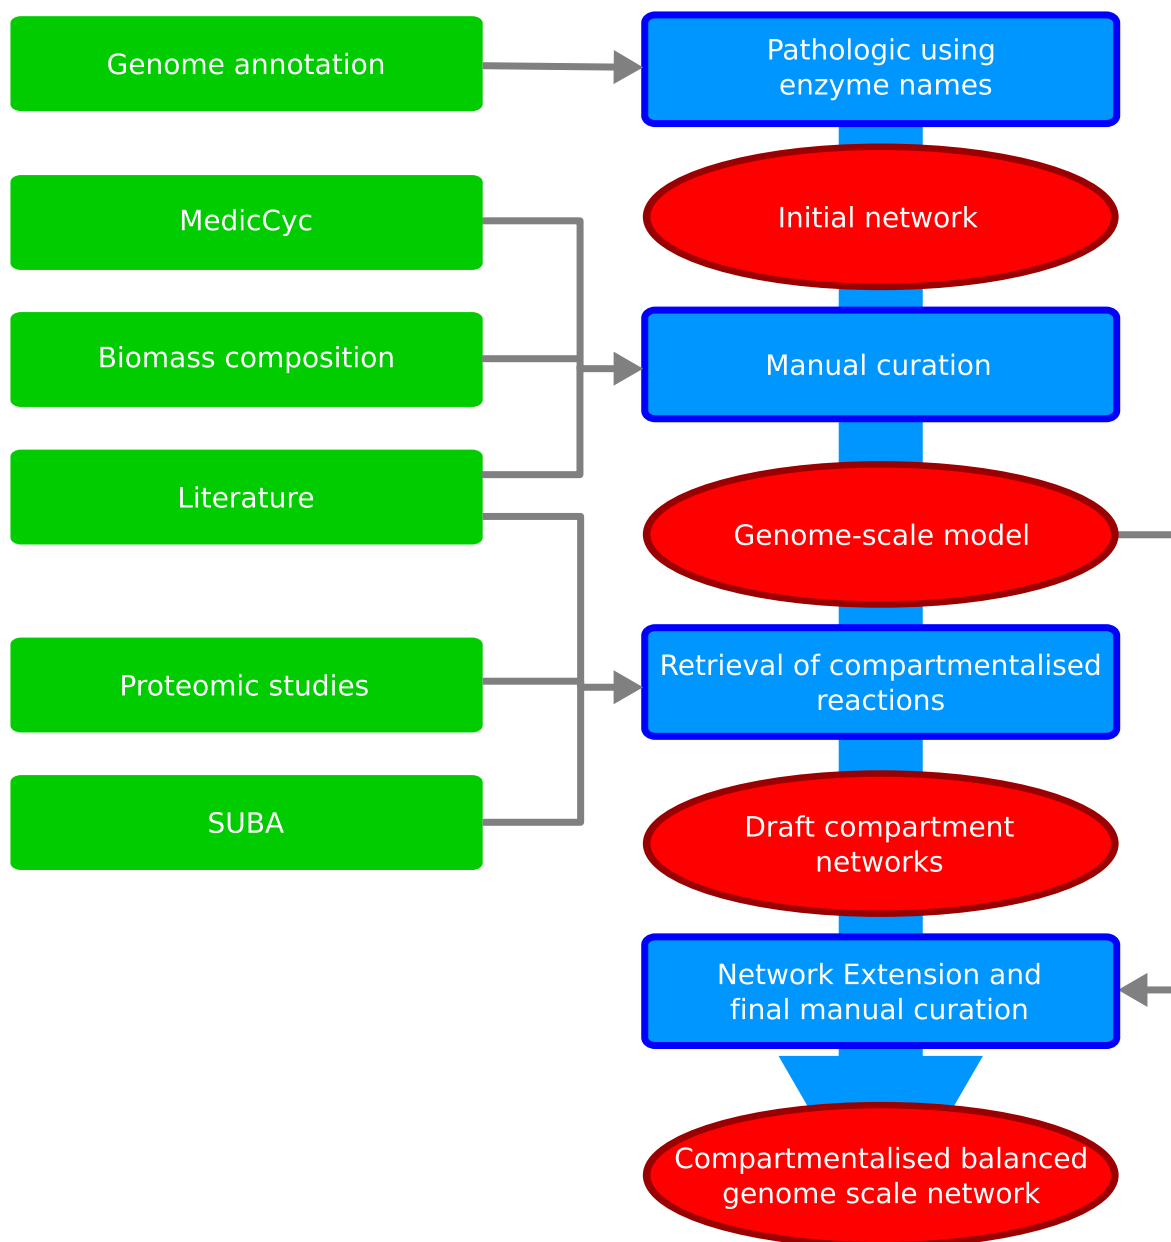 Genome annotation
Pathologic using
enzyme names
MedicCyc
Initial network
Biomass composition
Manual curation
Literature
Genome-scale model
Proteomic studies
Retrieval of compartmentalised
reactions
SUBA
Draft compartment
networks
Network Extension and
final manual curation
Compartmentalised balanced
genome scale network